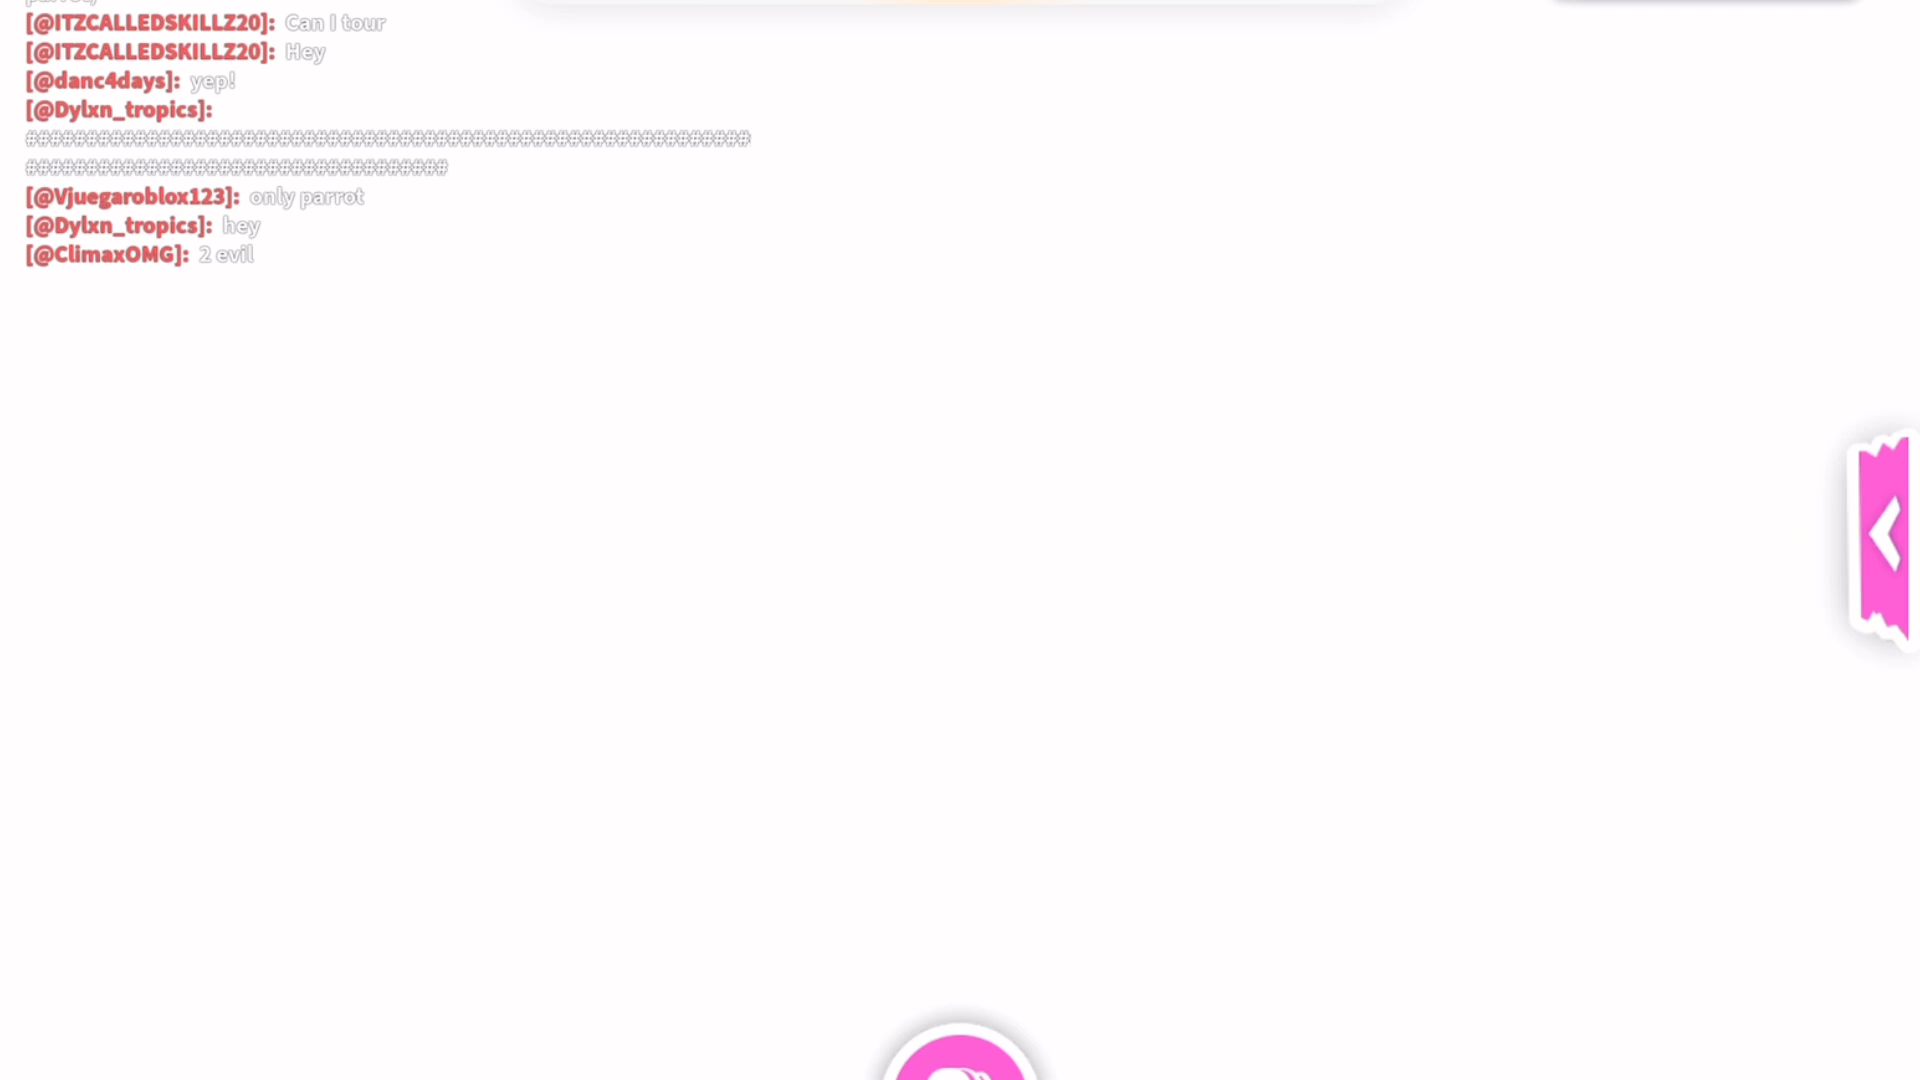 [@ITZCALLEDSKILLZ20]: Can I tour
[@ITZCALLEDSKILLZ20]: Hey
[@danc4days]: yep!
[@Dylxn_tropics]:
############################################################
###################################
[@Vjuegaroblox123]: only parrot
[@Dylxn_tropics]: hey
[@ClimaxOMG]: 2 evil